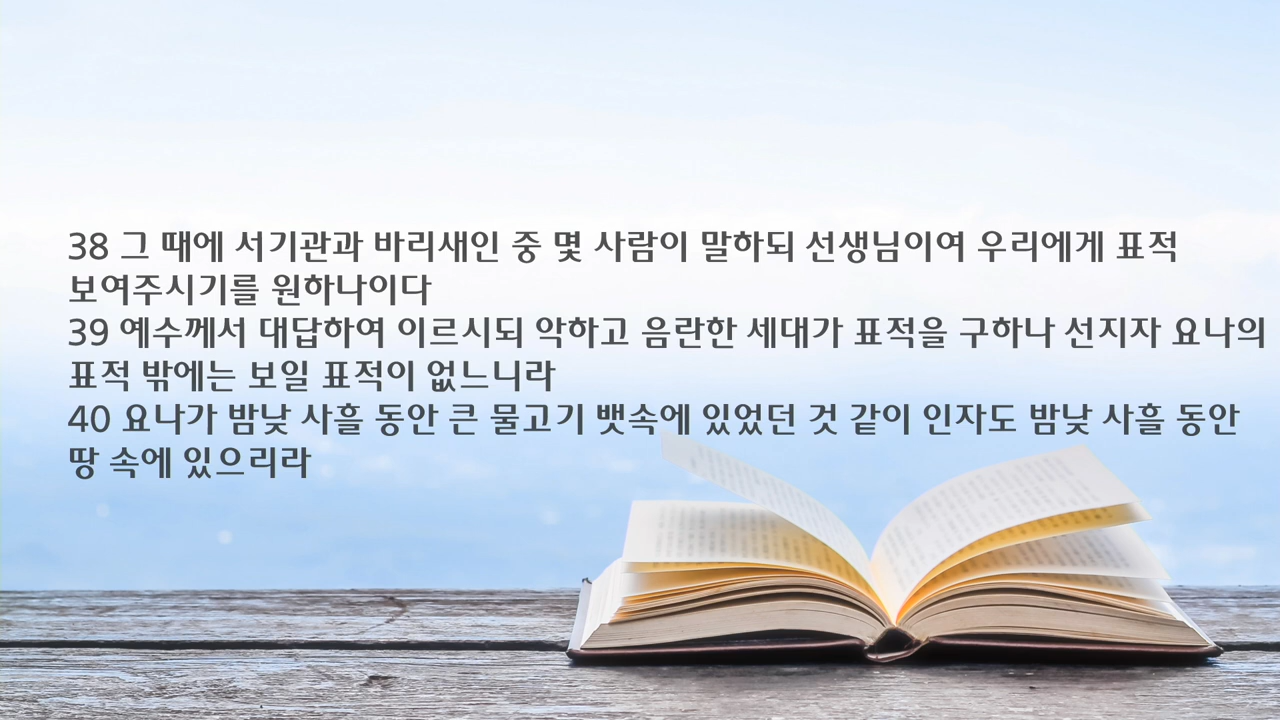 38 그 때에 서기관과 바리새인 중 몇 사람이 말하되 선생님이여 우리에게 표적
보여주시기를 원하나이다
39 예수께서 대답하여 이르시되 악하고 음란한 세대가 표적을 구하나 선지자 요나의
표적 밖에는 보일 표적이 없느니라
40 요나가 밤낮 사흘 동안 큰 물고기 뱃속에 있었던 것 같이 인자도 밤낮 사흘 동안
땅 속에 있으리라